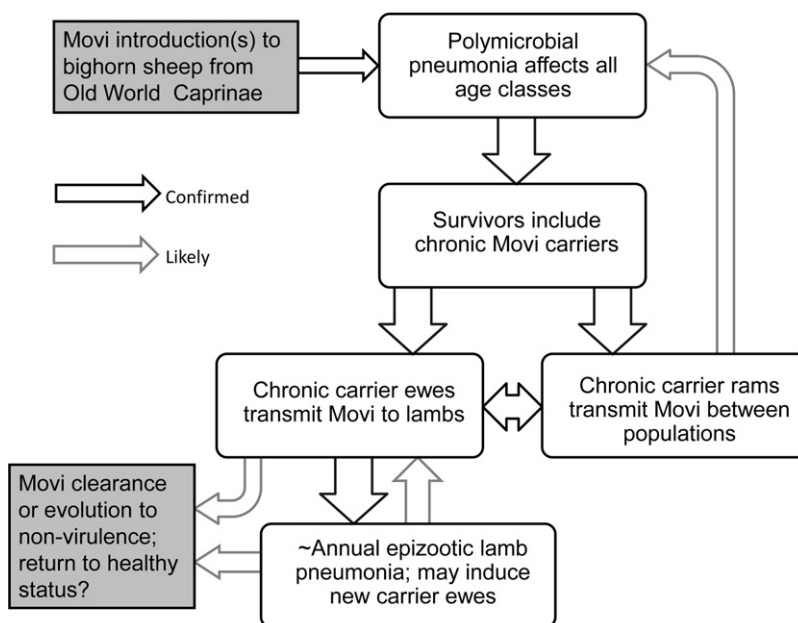 Movi introduction(s) to
bighorn sheep from
Old World Caprinae
Polymicrobial
pneumonia affects all
age classes
Confirmed
Likely
Survivors include
chronic Movi carriers
Chronic carrier ewes
transmit Movi to lambs
Chronic carrier rams
transmit Movi between
populations
Movi clearance
or evolution to
non-virulence;
return to healthy
status?
~Annual epizootic lamb
pneumonia; may induce
new carrier ewes